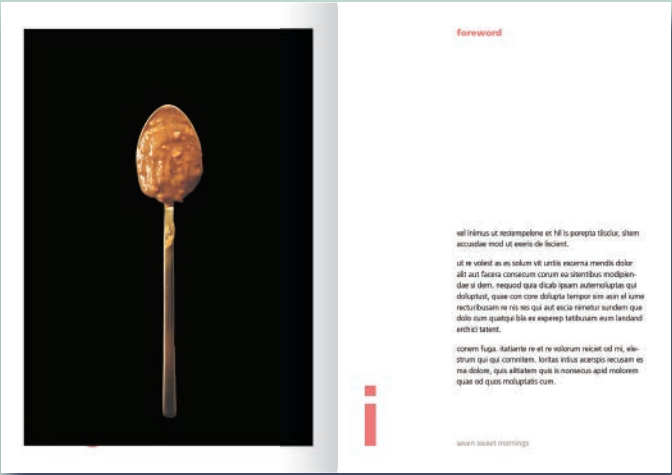 foreword
vel inimus ut restempelene et hil is porepta tiisciur, sitem
accusdae mod ut exeris de liscient.
ut re volest as es solum vit untiis excerna mendis dolor
alit aut facera consecum corum ea sitentibus modipien-
dae si dem. nequod quia dicab ipsam autemoluptas qui
doluptust, quae con core dolupta tempor sim asin el iume
recturibusam re nis res qui aut escia nimetur sundem que
dolo cum quatqui bla ex experep tatibusam eum landand
erchici tatent.
conem fuga. itatiante re et re volorum reiciet od mi, ele-
strum qui qui comnitem. loritas intius acerspis recusam es
ma dolore, quis alitiatem quis is nonsecus apid molorem
quae od quos moluptatis cum.
i
seven sweet mornings